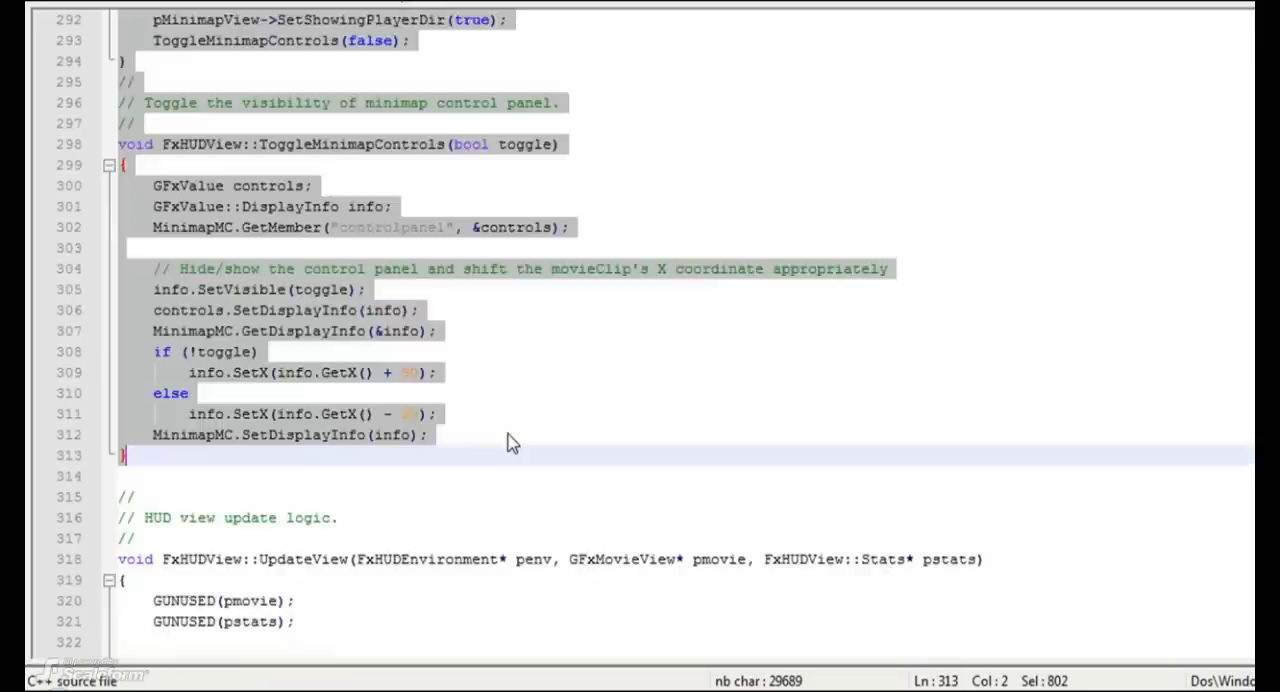 292 pMinimapView->SetShowingPlayerDir(true);
293 ToggleMinimapControls(false);
294 }
295 //
296 // Toggle the visibility of minimap control panel.
297 //
298 void FxHUDView::ToggleMinimapControls(bool toggle)
299 {
300 GFxValue controls;
301 GFxValue::DisplayInfo info;
302 MinimapMC.GetMember("controlpanel", &controls);
303
304 // Hide/show the control panel and shift the movieClip's X coordinate appropriately
305 info.SetVisible(toggle);
306 controls.SetDisplayInfo(info);
307 MinimapMC.GetDisplayInfo(&info);
308 if (!toggle)
309 info.SetX(info.GetX() + );
310 else
311 info.SetX(info.GetX() - );
312 MinimapMC.SetDisplayInfo(info);
313 }
314
315 //
316 // HUD view update logic.
317 //
318 void FxHUDView::UpdateView(FxHUDEnvironment* penv, GFxMovieView* pmovie, FxHUDView::Stats* pstats)
319 {
320 GUNUSED(pmovie);
321 GUNUSED(pstats);
322
Scaleform
C++ source file nb char : 29689 Ln : 313 Col : 2 Sel : 802 Dos\Windo